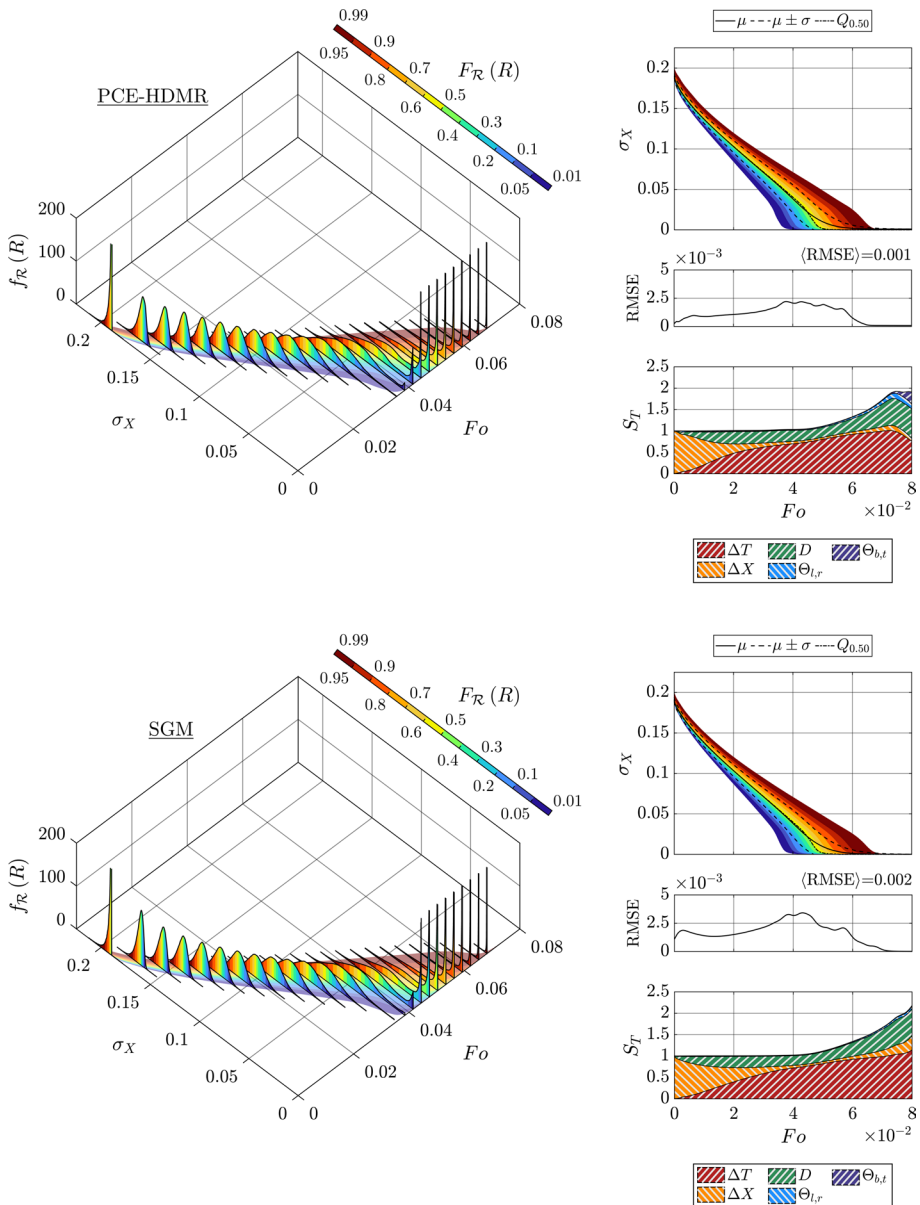 PCE-HDMR
0.99
0.95
0.9
0.8
0.7
0.6
0.5
0.4
0.3
0.2
0.1
0.05
0.01
F_R (R)
f_R (R)
200
100
0
0.2
0.15
0.1
0.05
0
σ_X
0
0.02
0.04
0.06
0.08
Fo
μ μ ± σ Q_{0.50}
σ_X
0.2
0.15
0.1
0.05
0
×10^{-3} ⟨RMSE⟩=0.001
RMSE
5
2.5
0
S_T
2.5
2
1.5
1
0.5
0
0 2 4 6 8
Fo ×10^{-2}
ΔT D Θ_{b,t}
ΔX Θ_{l,r}
SGM
0.99
0.95
0.9
0.8
0.7
0.6
0.5
0.4
0.3
0.2
0.1
0.05
0.01
F_R (R)
f_R (R)
200
100
0
0.2
0.15
0.1
0.05
0
σ_X
0
0.02
0.04
0.06
0.08
Fo
μ μ ± σ Q_{0.50}
σ_X
0.2
0.15
0.1
0.05
0
×10^{-3} ⟨RMSE⟩=0.002
RMSE
5
2.5
0
S_T
2.5
2
1.5
1
0.5
0
0 2 4 6 8
Fo ×10^{-2}
ΔT D Θ_{b,t}
ΔX Θ_{l,r}